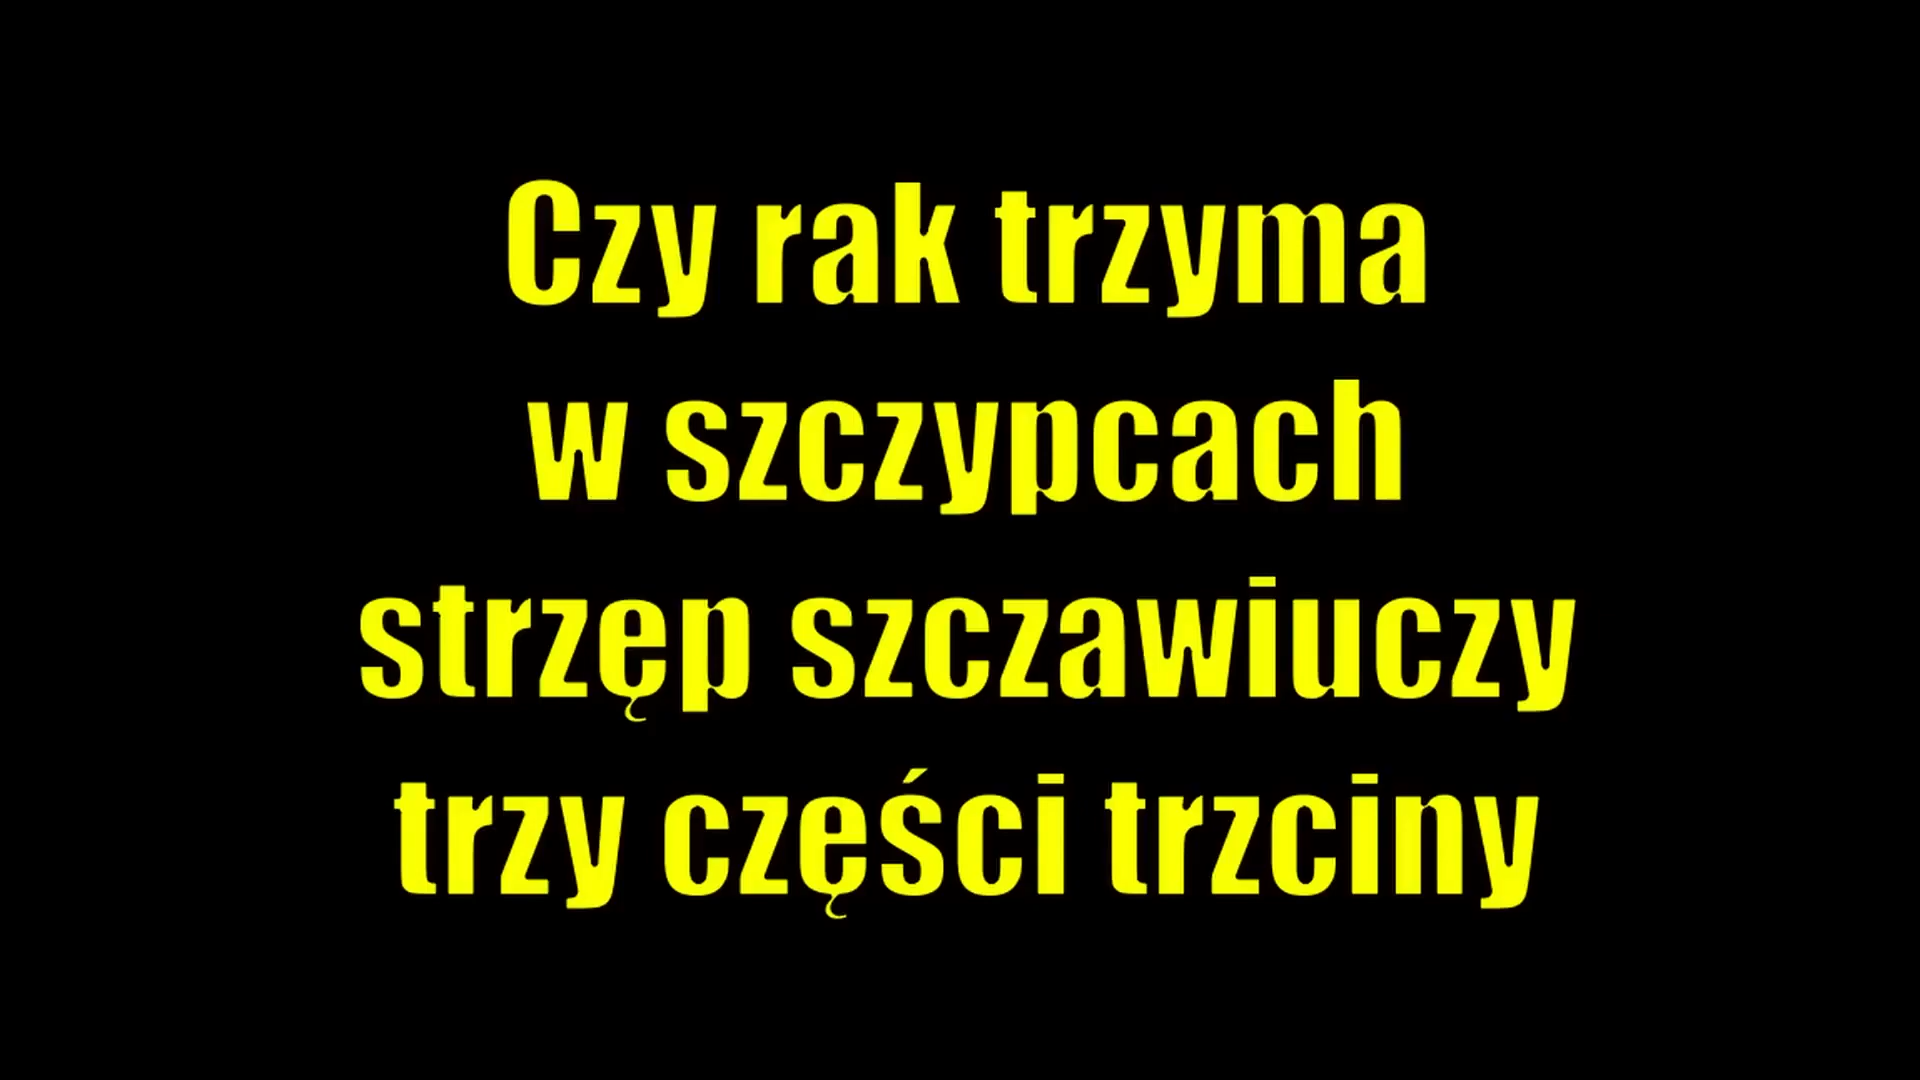 Czy rak trzyma
w szczypcach
strzęp szczawiuczy
trzy części trzciny